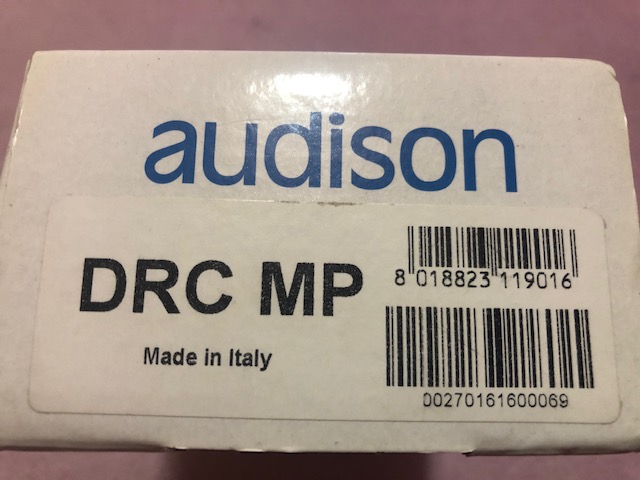 audison
DRC MP
Made in Italy
8 018823 119016
00270161600069